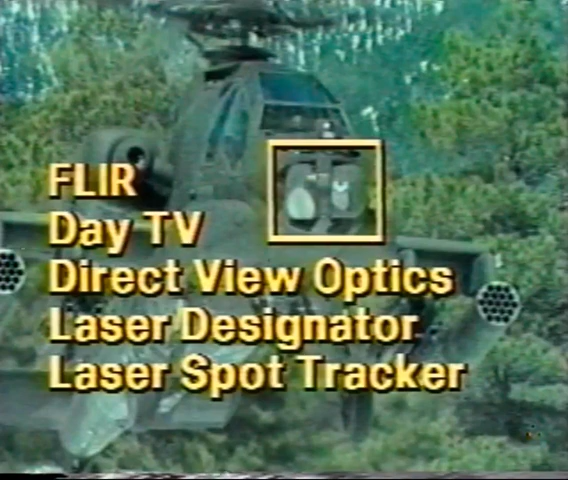 FLIR
Day TV
Direct View Optics
Laser Designator
Laser Spot Tracker